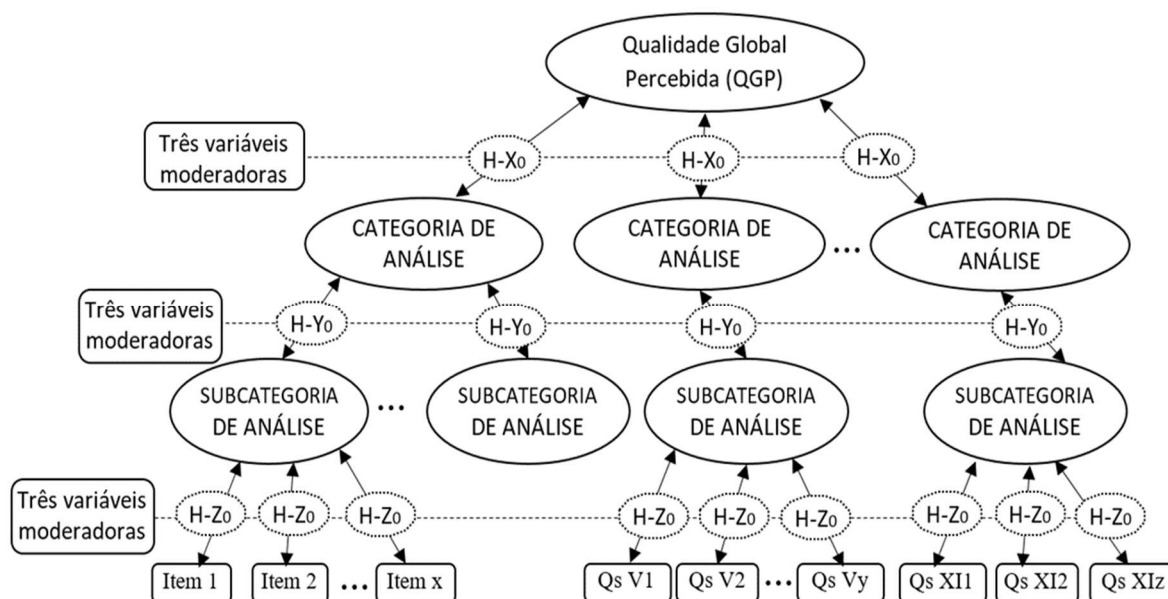 Qualidade Global
Percebida (QGP)
Três variáveis
moderadoras
H-X₀
H-X₀
H-X₀
CATEGORIA DE
ANÁLISE
CATEGORIA DE
ANÁLISE
...
CATEGORIA DE
ANÁLISE
Três variáveis
moderadoras
H-Y₀
H-Y₀
H-Y₀
H-Y₀
SUBCATEGORIA
DE ANÁLISE
...
SUBCATEGORIA
DE ANÁLISE
SUBCATEGORIA
DE ANÁLISE
SUBCATEGORIA
DE ANÁLISE
Três variáveis
moderadoras
H-Z₀
H-Z₀
H-Z₀
H-Z₀
H-Z₀
H-Z₀
H-Z₀
H-Z₀
H-Z₀
Item 1
Item 2
...
Item x
Qs V1
Qs V2
...
Qs Vy
Qs XI1
Qs XI2
Qs XIz